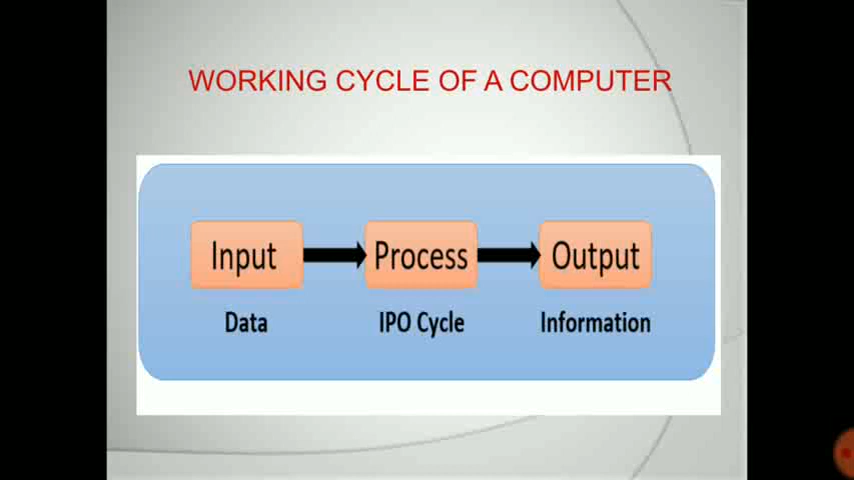 WORKING CYCLE OF A COMPUTER
Input Process Output
Data IPO Cycle Information